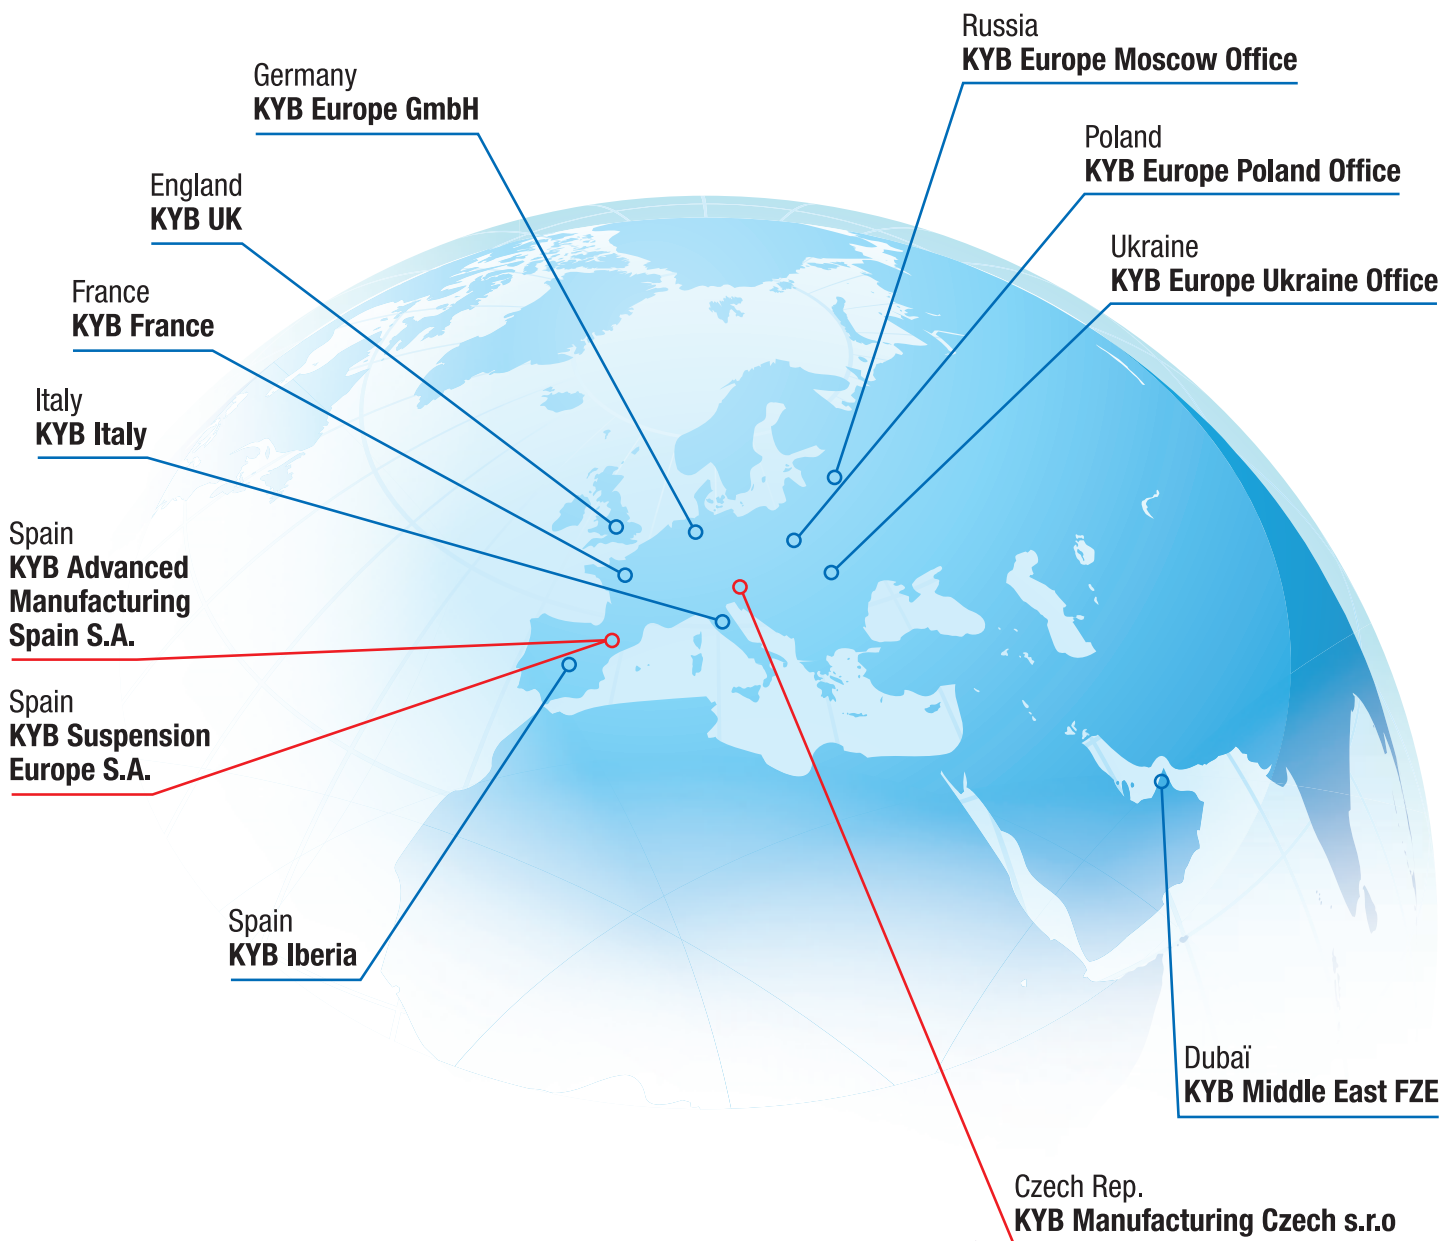 Russia
KYB Europe Moscow Office
Germany
KYB Europe GmbH
Poland
KYB Europe Poland Office
England
KYB UK
Ukraine
KYB Europe Ukraine Office
France
KYB France
Italy
KYB Italy
Spain
KYB Advanced
Manufacturing
Spain S.A.
Spain
KYB Suspension
Europe S.A.
Spain
KYB Iberia
Dubaï
KYB Middle East FZE
Czech Rep.
KYB Manufacturing Czech s.r.o